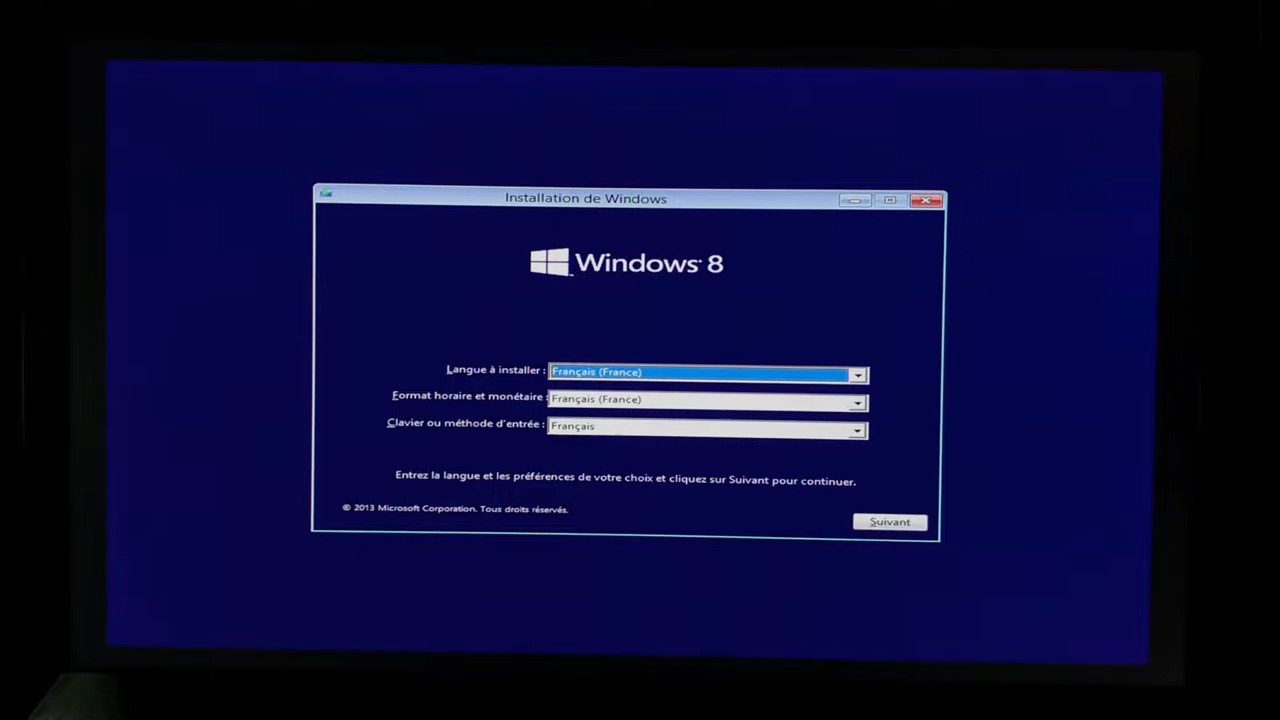 Installation de Windows
Windows 8
Langue à installer : Français (France)
Format horaire et monétaire : Français (France)
Clavier ou méthode d'entrée : Français
Entrez la langue et les préférences de votre choix et cliquez sur Suivant pour continuer.
© 2013 Microsoft Corporation. Tous droits réservés.
Suivant